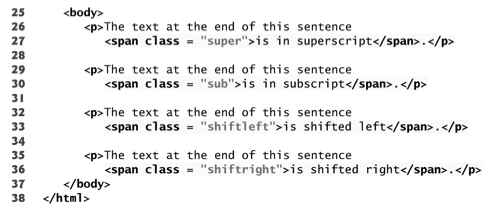 25 <body>
26 <p>The text at the end of this sentence
27 <span class = "super">is in superscript</span>.</p>
28
29 <p>The text at the end of this sentence
30 <span class = "sub">is in subscript</span>.</p>
31
32 <p>The text at the end of this sentence
33 <span class = "shiftleft">is shifted left</span>.</p>
34
35 <p>The text at the end of this sentence
36 <span class = "shiftright">is shifted right</span>.</p>
37 </body>
38 </html>